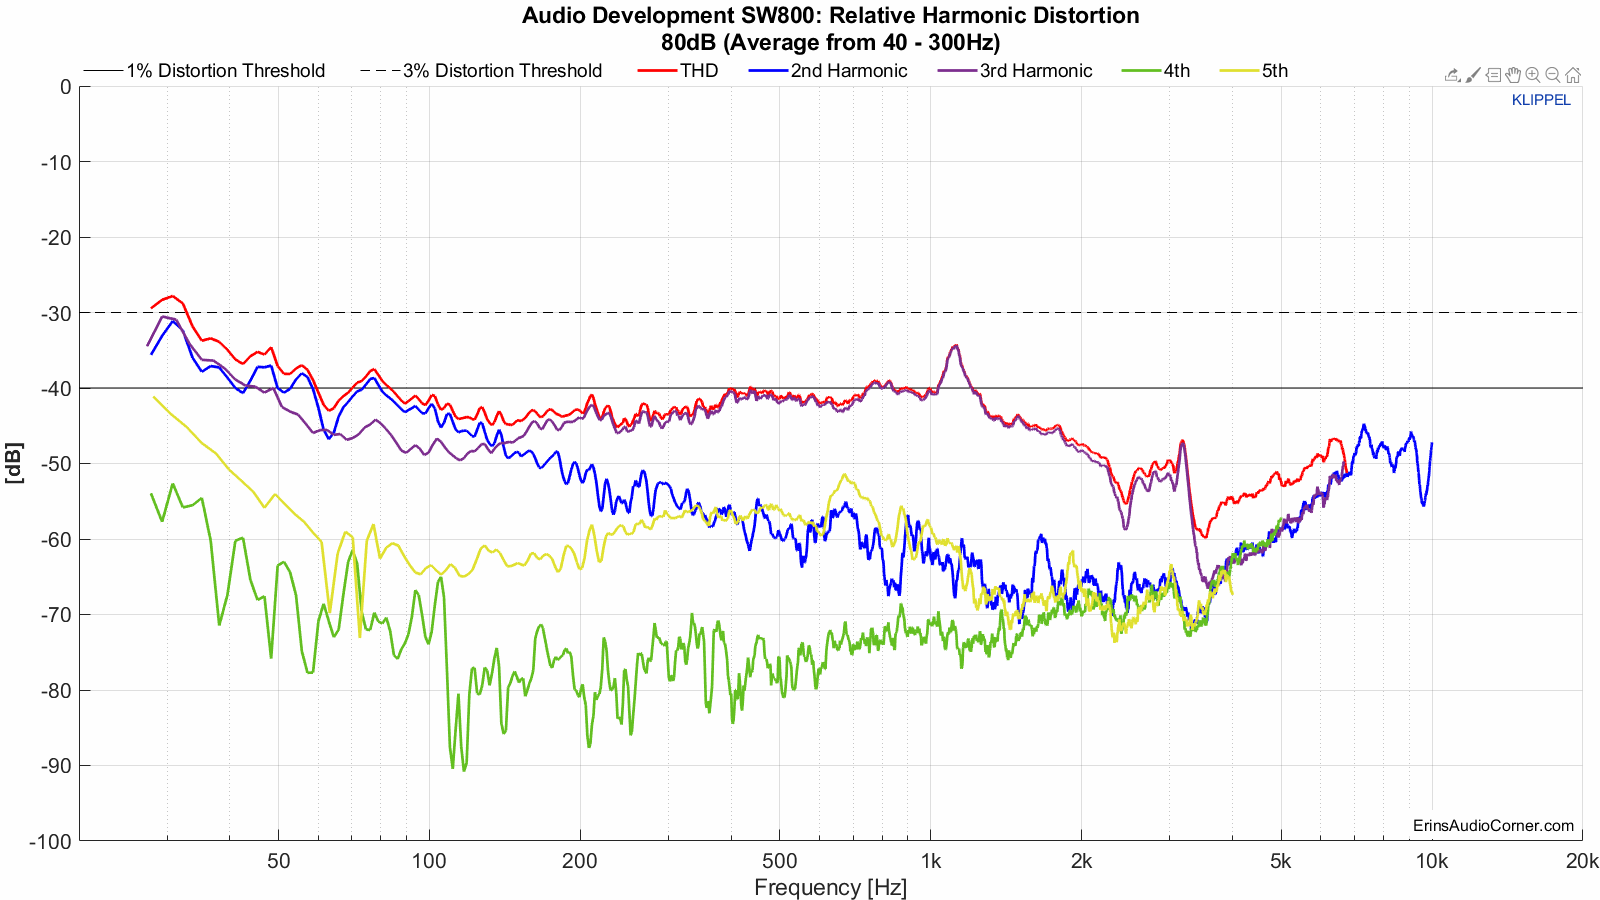 Audio Development SW800: Relative Harmonic Distortion
80dB (Average from 40 - 300Hz)
1% Distortion Threshold 3% Distortion Threshold THD 2nd Harmonic 3rd Harmonic 4th 5th
KLIPPEL
0
-10
-20
-30
-40
-50
-60
-70
-80
-90
-100
[dB]
ErinsAudioCorner.com
50 100 200 500 1k 2k 5k 10k 20k
Frequency [Hz]